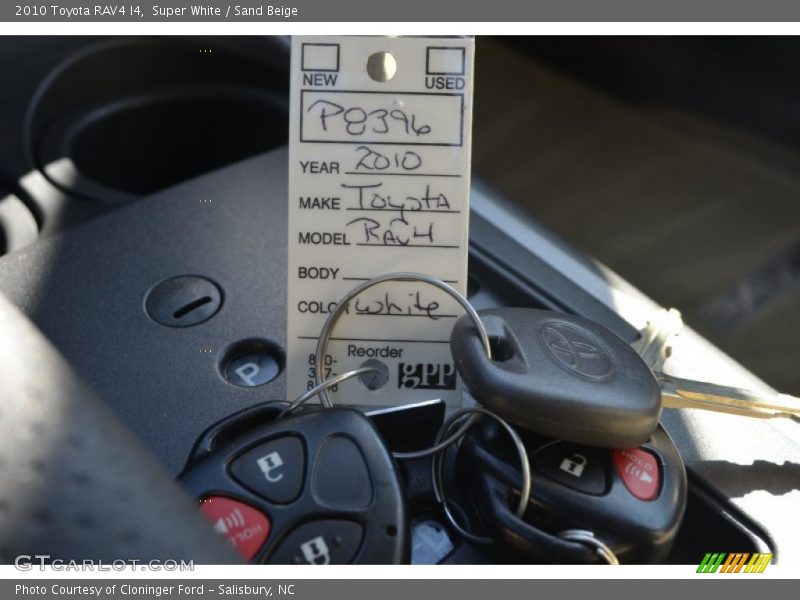 2010 Toyota RAV4 I4,  Super White / Sand Beige
NEW
USED
P8396
YEAR 2010
MAKE Toyota
MODEL RAV4
BODY
COLOR white
Reorder
gpp
P
HOLD
GTcarlot.com
Photo Courtesy of Cloninger Ford – Salisbury, NC